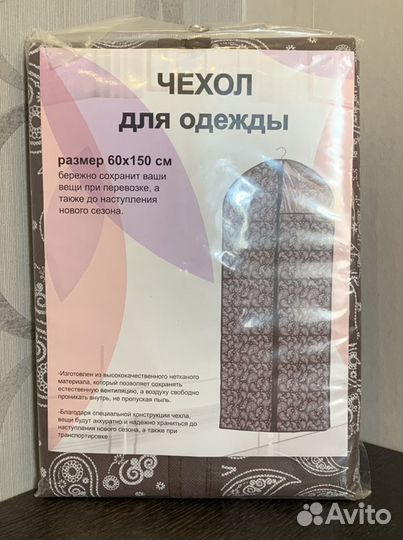 ЧЕХОЛ
для одежды
размер 60х150 см
бережно сохранит ваши
вещи при перевозке, а
также до наступления
нового сезона.
-Изготовлен из высококачественного нетканого
материала, который позволяет сохранять
естественную вентиляцию, а воздуху свободно
проникать внутрь, не пропуская пыль.
-Благодаря специальной конструкции чехла,
вещи будут аккуратно и надежно храниться до
наступления нового сезона, а также при
транспортировке
Avito